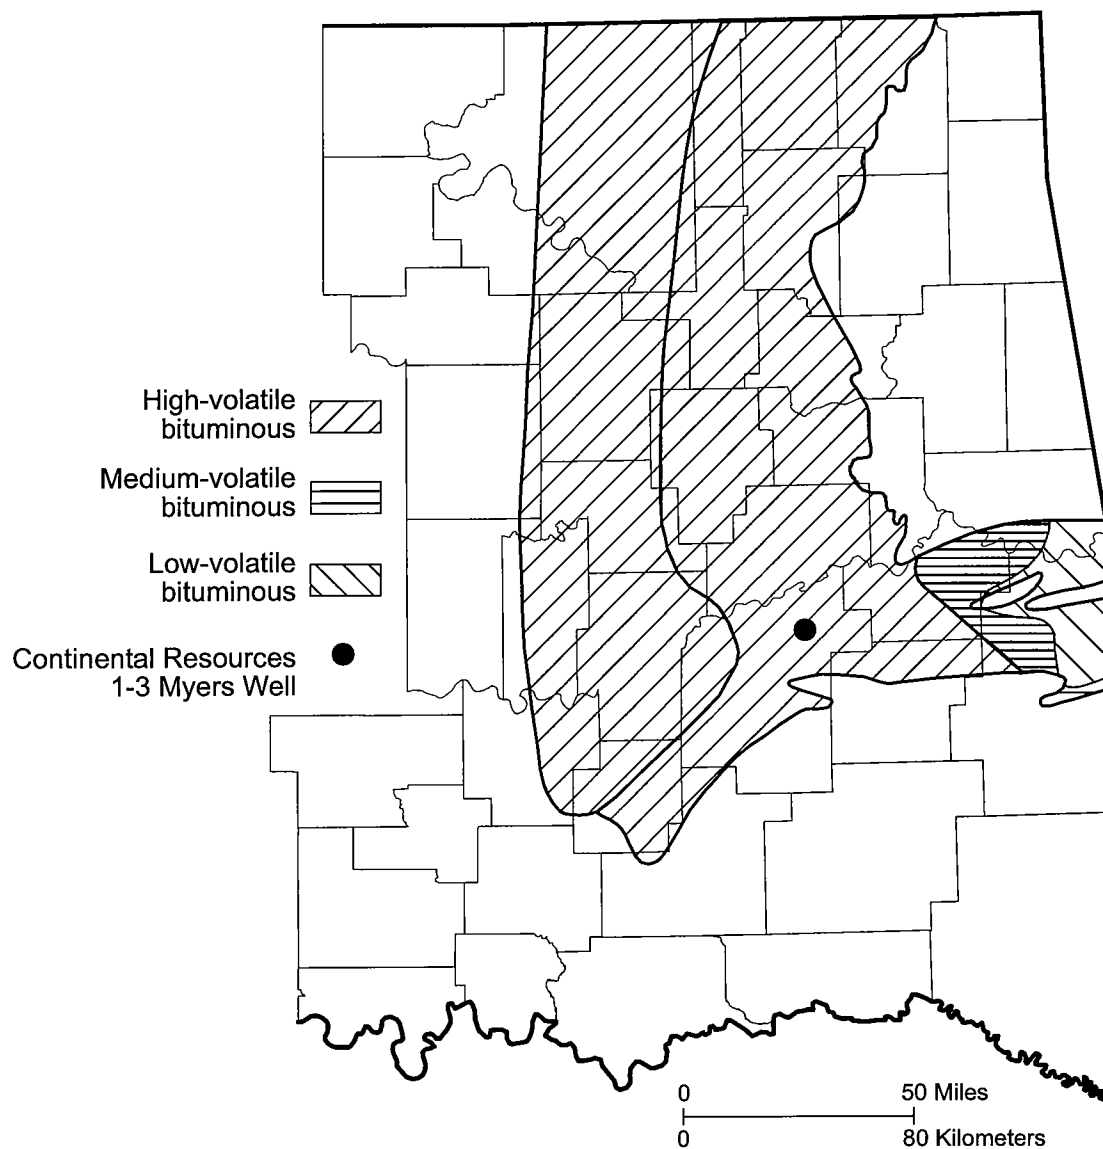 High-volatile
bituminous
Medium-volatile
bituminous
Low-volatile
bituminous
Continental Resources
1-3 Myers Well
0 50 Miles
0 80 Kilometers